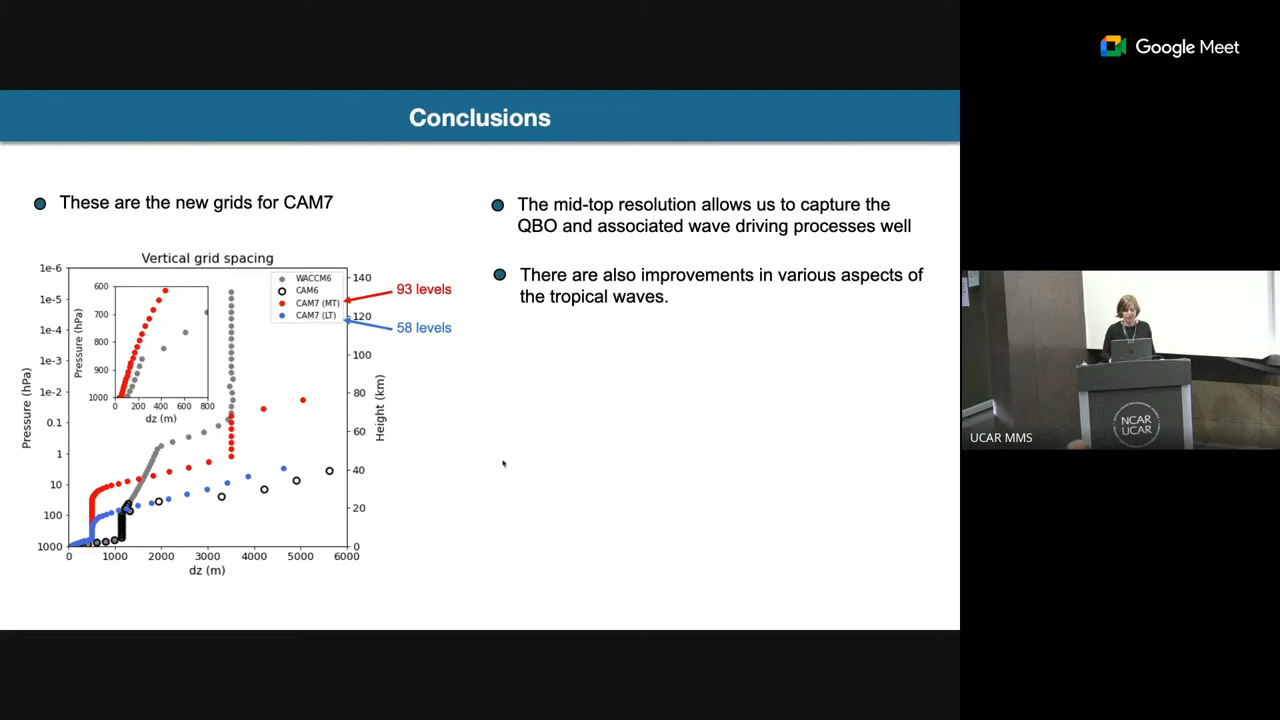 Google Meet
Conclusions
These are the new grids for CAM7
The mid-top resolution allows us to capture the
QBO and associated wave driving processes well
There are also improvements in various aspects of
the tropical waves.
Vertical grid spacing
1e-6
1e-5
1e-4
1e-3
1e-2
0.1
1
10
100
1000
Pressure (hPa)
0
1000
2000
3000
4000
5000
6000
dz (m)
140
120
100
80
60
40
20
0
Height (km)
600
700
800
900
1000
Pressure (hPa)
0
200
400
600
800
dz (m)
WACCM6
CAM6
CAM7 (MT)
CAM7 (LT)
93 levels
58 levels
NCAR
UCAR
UCAR MMS